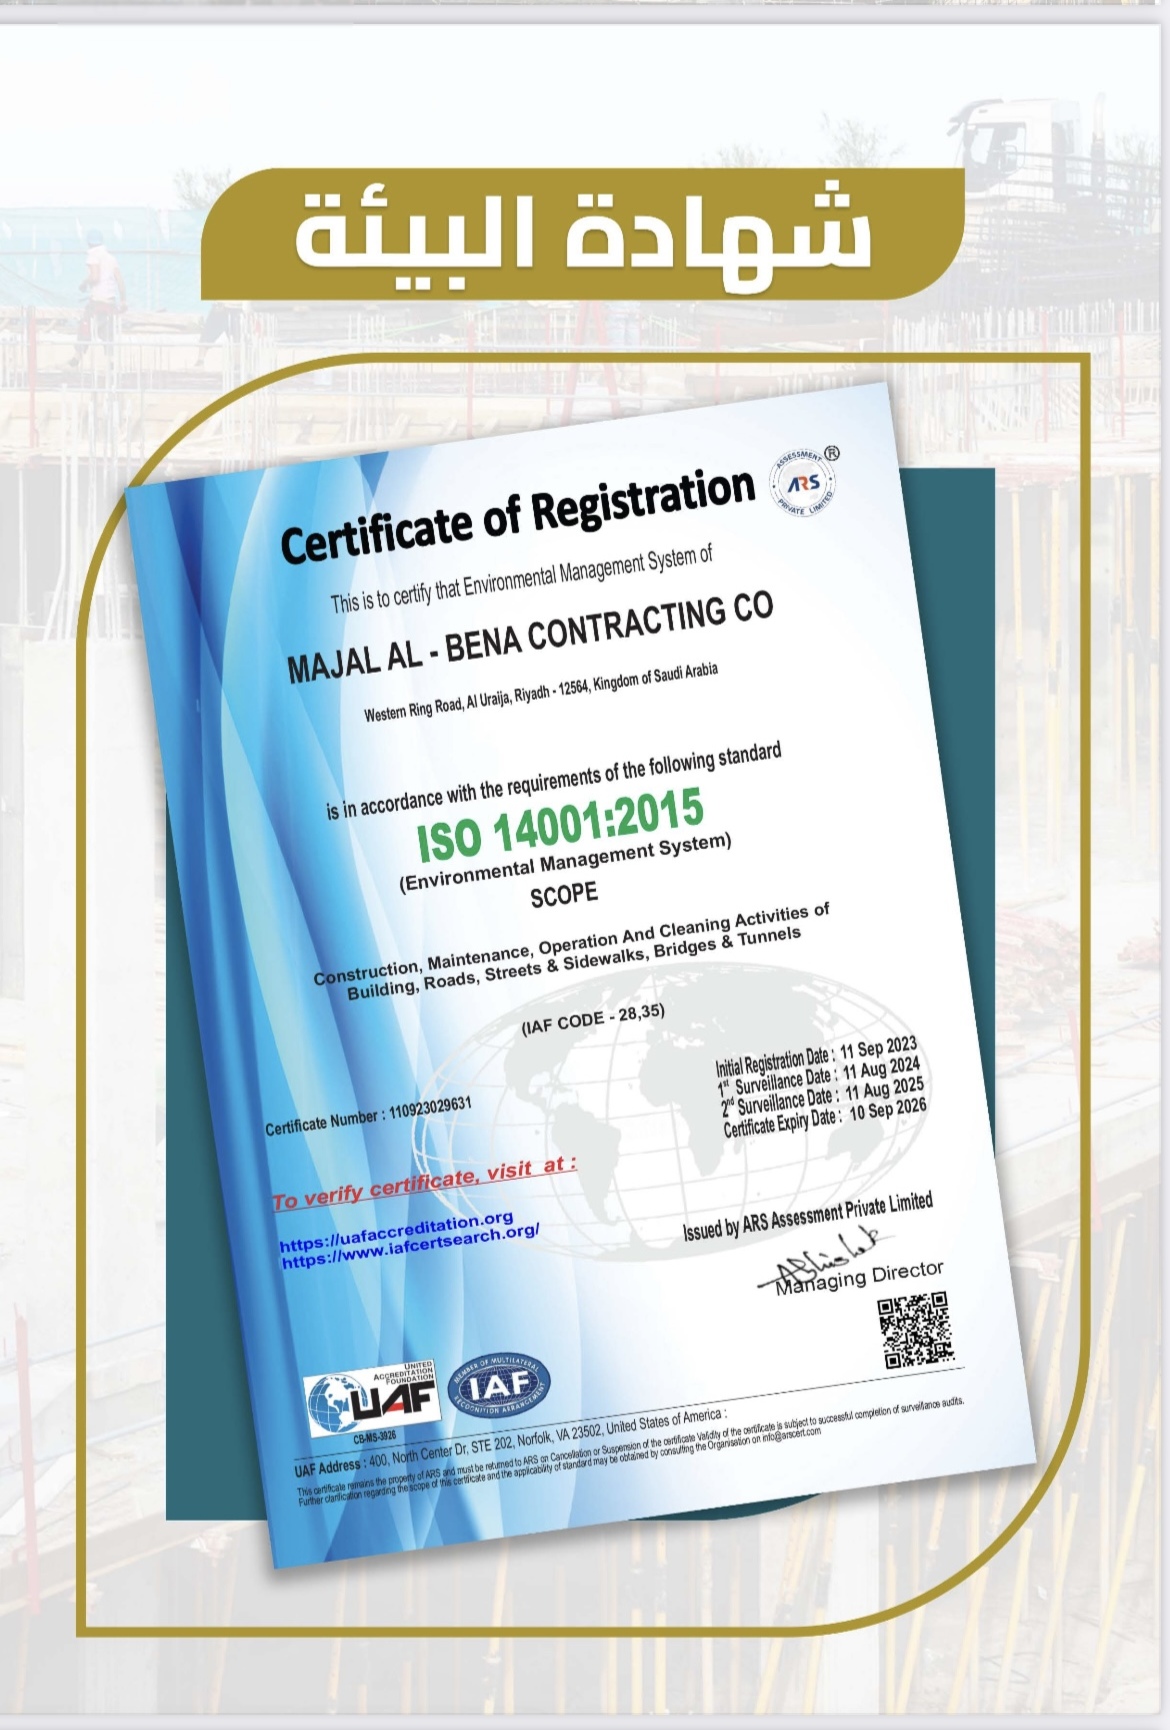 شهادة البيئة
Certificate of Registration
ASSESSMENT
ARS
PRIVATE LIMITED
®
This is to certify that Environmental Management System of
MAJAL AL - BENA CONTRACTING CO
Western Ring Road, Al Uraija, Riyadh - 12564, Kingdom of Saudi Arabia
is in accordance with the requirements of the following standard
ISO 14001:2015
(Environmental Management System)
SCOPE
Construction, Maintenance, Operation And Cleaning Activities of
Building, Roads, Streets & Sidewalks, Bridges & Tunnels
(IAF CODE - 28,35)
Initial Registration Date : 11 Sep 2023
1st Surveillance Date : 11 Aug 2024
2nd Surveillance Date : 11 Aug 2025
Certificate Expiry Date : 10 Sep 2026
Certificate Number : 110923029631
To verify certificate, visit at :
https://uafaccreditation.org
https://www.iafcertsearch.org/
Issued by ARS Assessment Private Limited
Abhishek
Managing Director
UNITED
ACCREDITATION
FOUNDATION
UAF
CB-MS-3926
MEMBER OF MULTILATERAL
IAF
RECOGNITION ARRANGEMENT
UAF Address : 400, North Center Dr, STE 202, Norfolk, VA 23502, United States of America :
This certificate remains the property of ARS and must be returned to ARS on Cancellation or Suspension of the certificate Validity of the certificate is subject to successful completion of surveillance audits.
Further clarification regarding the scope of this certificate and the applicability of standard may be obtained by consulting the Organisation on info@arscert.com